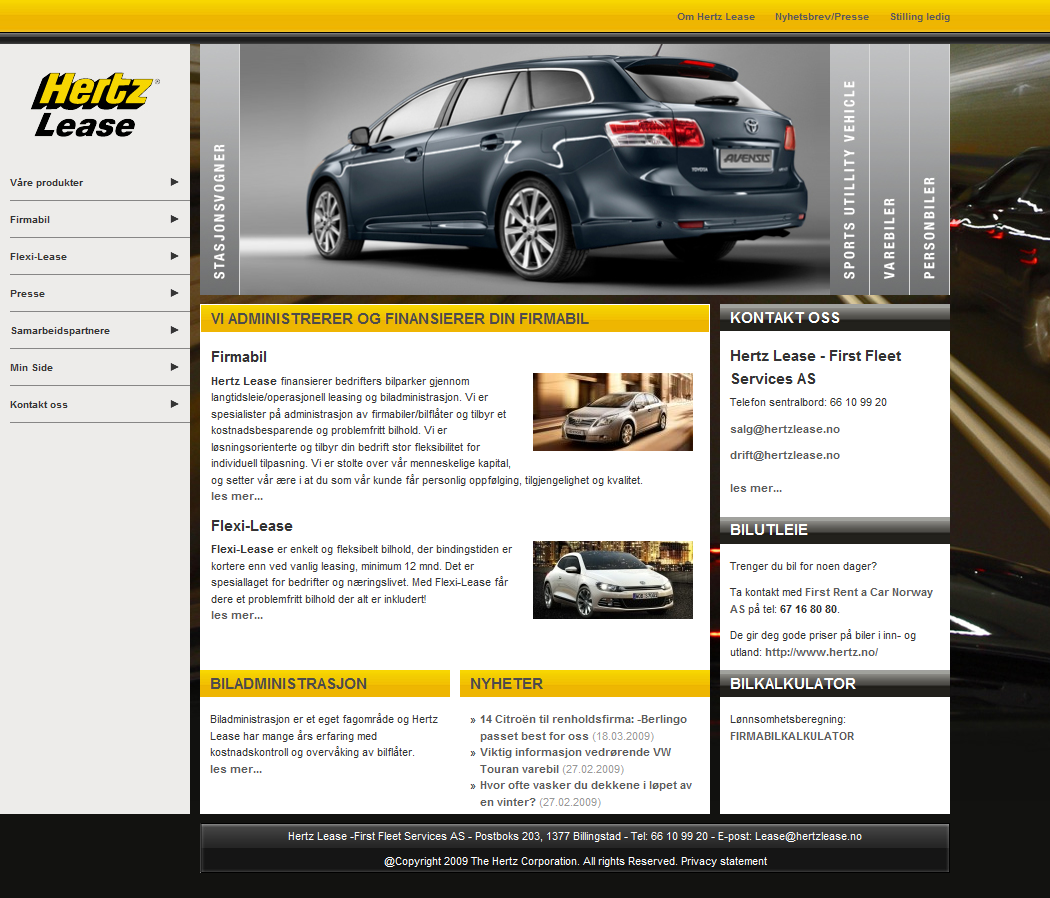 Om Hertz Lease
Nyhetsbrev/Presse
Stilling ledig
Hertz ®
Lease
Våre produkter
Firmabil
Flexi-Lease
Presse
Samarbeidspartnere
Min Side
Kontakt oss
STASJONSVOGNER
TOYOTA
AVENSIS
SPORTS UTILLITY VEHICLE
VAREBILER
PERSONBILER
VI ADMINISTRERER OG FINANSIERER DIN FIRMABIL
Firmabil
Hertz Lease finansierer bedrifters bilparker gjennom
langtidsleie/operasjonell leasing og biladministrasjon. Vi er
spesialister på administrasjon av firmabiler/bilflåter og tilbyr et
kostnadsbesparende og problemfritt bilhold. Vi er
løsningsorienterte og tilbyr din bedrift stor fleksibilitet for
individuell tilpasning. Vi er stolte over vår menneskelige kapital,
og setter vår ære i at du som vår kunde får personlig oppfølging, tilgjengelighet og kvalitet.
les mer...
Flexi-Lease
Flexi-Lease er enkelt og fleksibelt bilhold, der bindingstiden er
kortere enn ved vanlig leasing, minimum 12 mnd. Det er
spesiallaget for bedrifter og næringslivet. Med Flexi-Lease får
dere et problemfritt bilhold der alt er inkludert!
les mer...
BILADMINISTRASJON
Biladministrasjon er et eget fagområde og Hertz
Lease har mange års erfaring med
kostnadskontroll og overvåking av bilflåter.
les mer...
NYHETER
» 14 Citroën til renholdsfirma: -Berlingo
passet best for oss (18.03.2009)
» Viktig informasjon vedrørende VW
Touran varebil (27.02.2009)
» Hvor ofte vasker du dekkene i løpet av
en vinter? (27.02.2009)
KONTAKT OSS
Hertz Lease - First Fleet
Services AS
Telefon sentralbord: 66 10 99 20
salg@hertzlease.no
drift@hertzlease.no
les mer...
BILUTLEIE
Trenger du bil for noen dager?
Ta kontakt med First Rent a Car Norway
AS på tel: 67 16 80 80.
De gir deg gode priser på biler i inn- og
utland: http://www.hertz.no/
BILKALKULATOR
Lønnsomhetsberegning:
FIRMABILKALKULATOR
Hertz Lease -First Fleet Services AS - Postboks 203, 1377 Billingstad - Tel: 66 10 99 20 - E-post: Lease@hertzlease.no
@Copyright 2009 The Hertz Corporation. All rights Reserved. Privacy statement